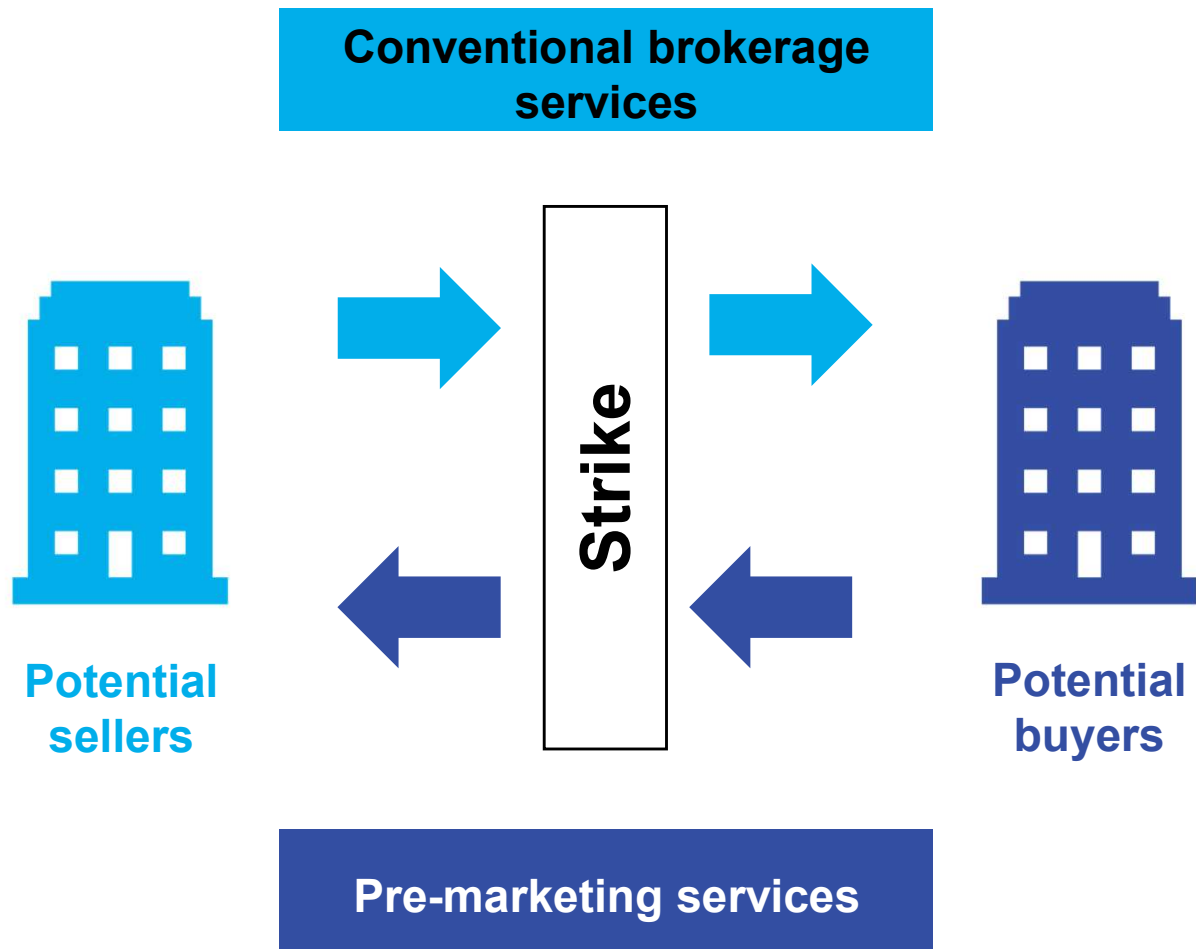 Conventional brokerage
services
Strike
Potential
sellers
Potential
buyers
Pre-marketing services